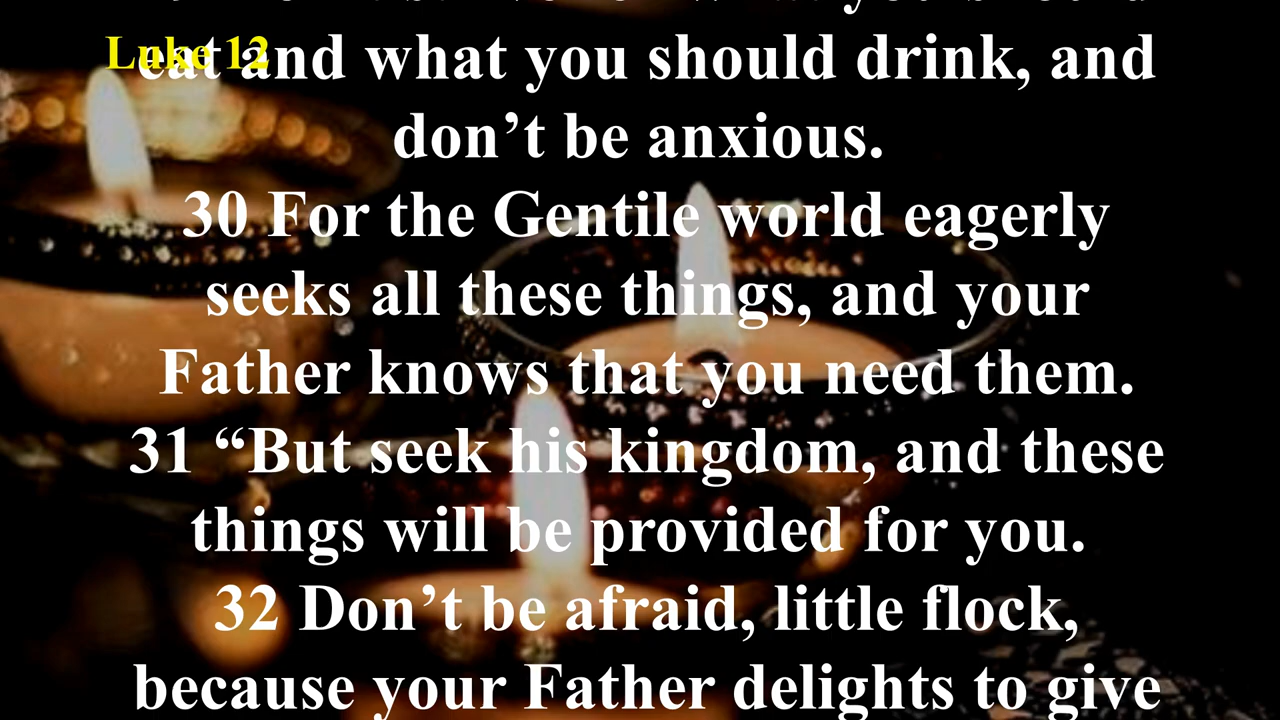 Luke 12
eat and what you should drink, and
don’t be anxious.
30 For the Gentile world eagerly
seeks all these things, and your
Father knows that you need them.
31 “But seek his kingdom, and these
things will be provided for you.
32 Don’t be afraid, little flock,
because your Father delights to give